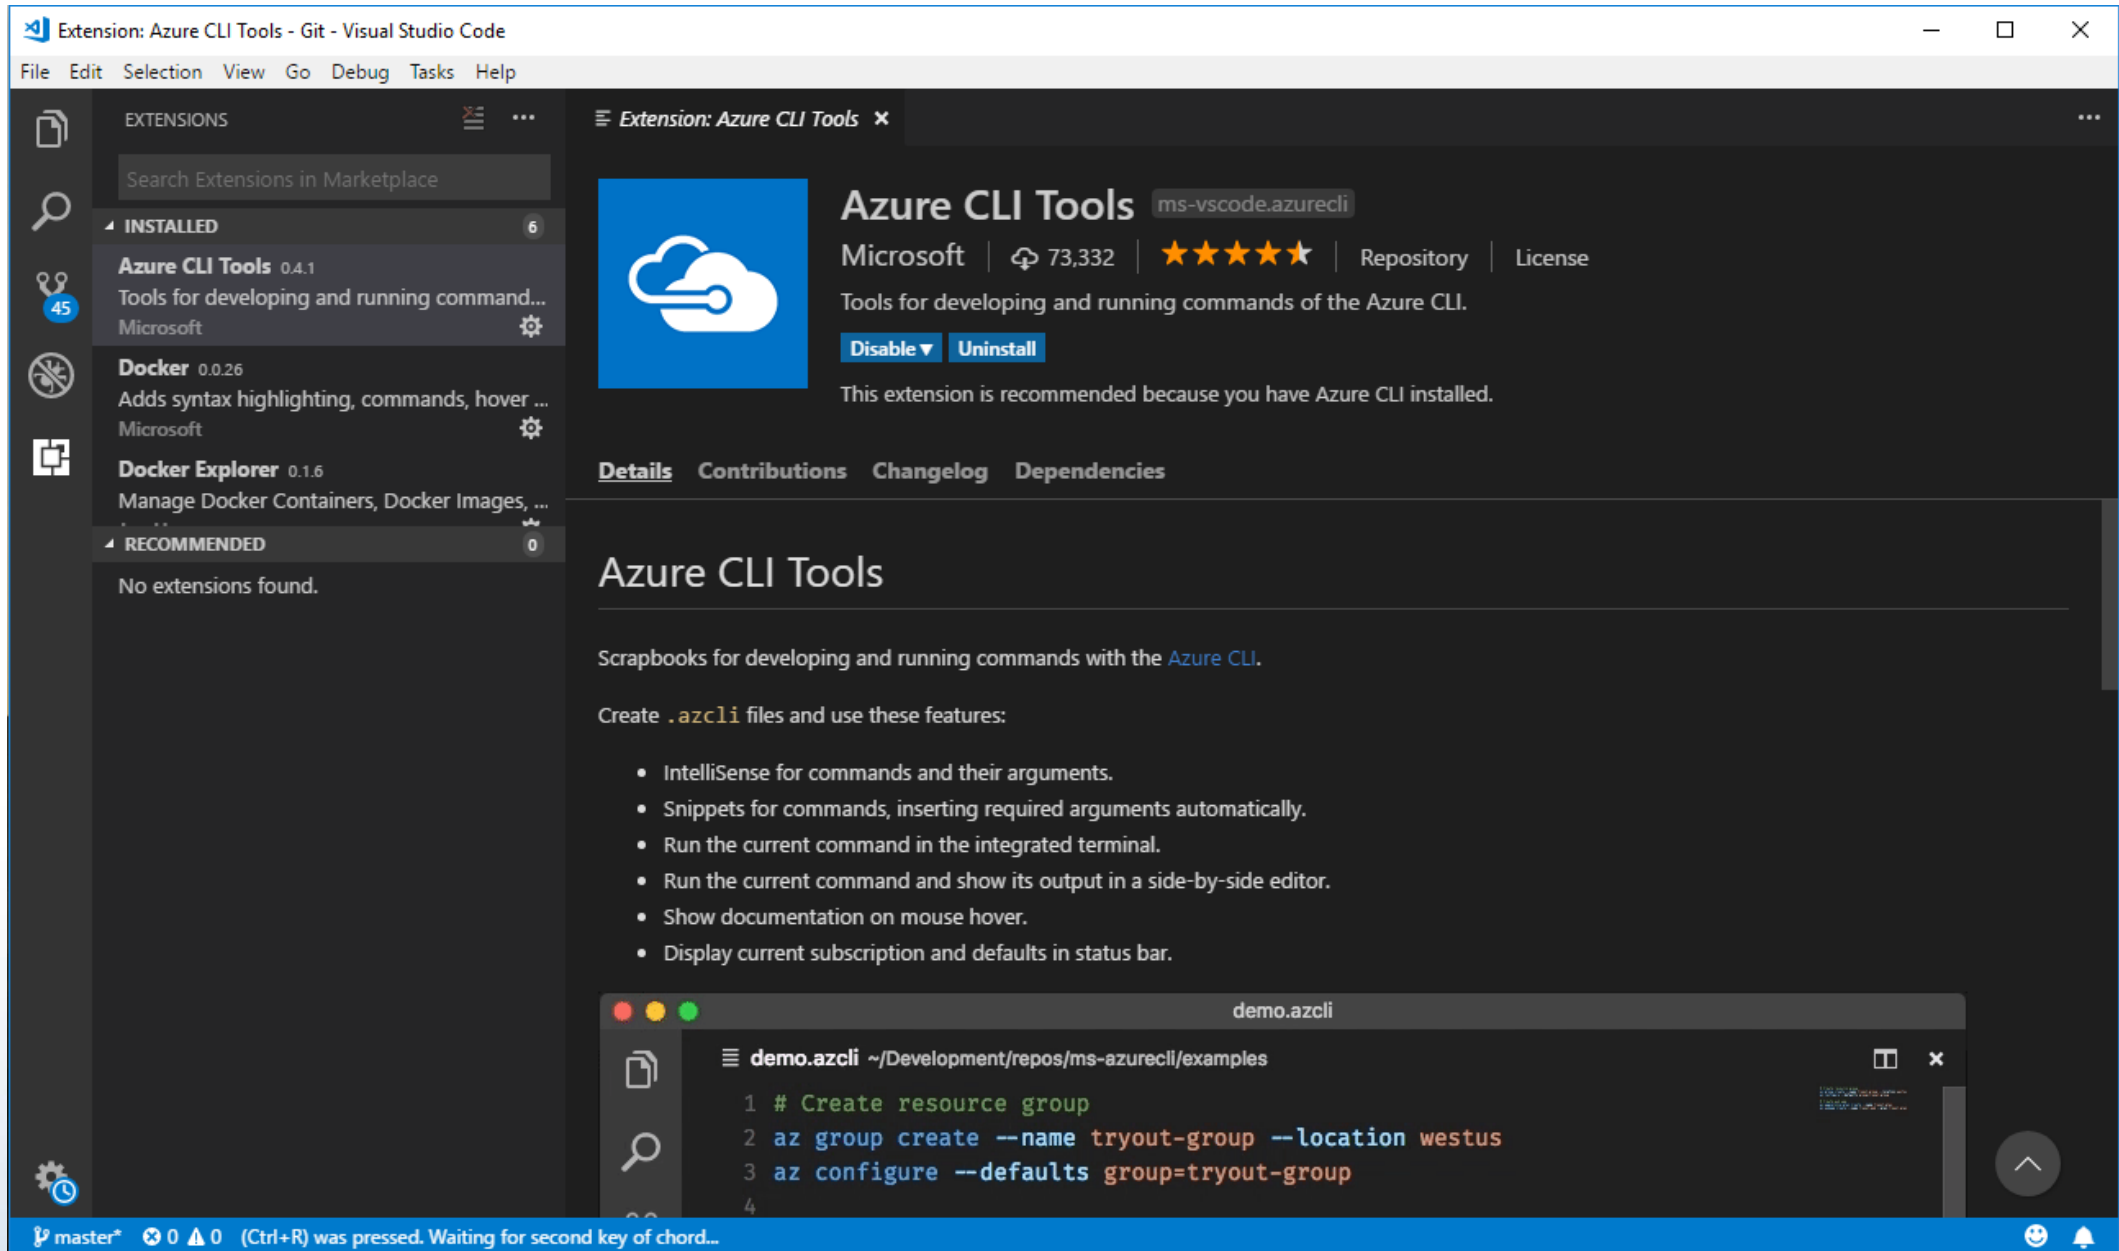 Extension: Azure CLI Tools - Git - Visual Studio Code
File Edit Selection View Go Debug Tasks Help
EXTENSIONS
Search Extensions in Marketplace
INSTALLED 6
Azure CLI Tools 0.4.1
Tools for developing and running command...
Microsoft
Docker 0.0.26
Adds syntax highlighting, commands, hover ...
Microsoft
Docker Explorer 0.1.6
Manage Docker Containers, Docker Images, ...
RECOMMENDED 0
No extensions found.
45
Extension: Azure CLI Tools
Azure CLI Tools ms-vscode.azurecli
Microsoft 73,332 Repository License
Tools for developing and running commands of the Azure CLI.
Disable Uninstall
This extension is recommended because you have Azure CLI installed.
Details Contributions Changelog Dependencies
Azure CLI Tools
Scrapbooks for developing and running commands with the Azure CLI.
Create .azcli files and use these features:
• IntelliSense for commands and their arguments.
• Snippets for commands, inserting required arguments automatically.
• Run the current command in the integrated terminal.
• Run the current command and show its output in a side-by-side editor.
• Show documentation on mouse hover.
• Display current subscription and defaults in status bar.
demo.azcli
demo.azcli ~/Development/repos/ms-azurecli/examples
1 # Create resource group
2 az group create --name tryout-group --location westus
3 az configure --defaults group=tryout-group
4
master* 0 0 (Ctrl+R) was pressed. Waiting for second key of chord...